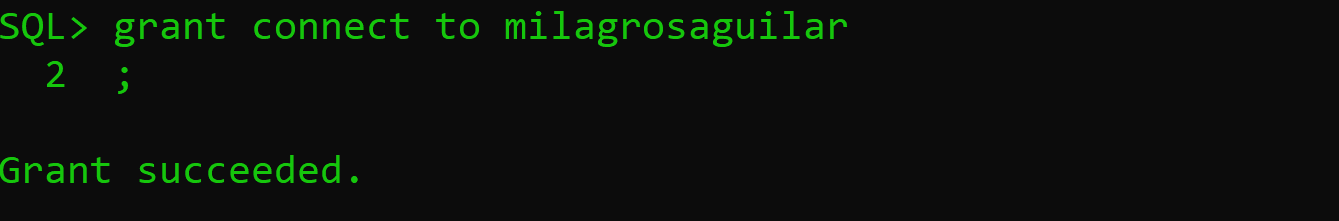 SQL> grant connect to milagrosaguilar
  2  ;
Grant succeeded.